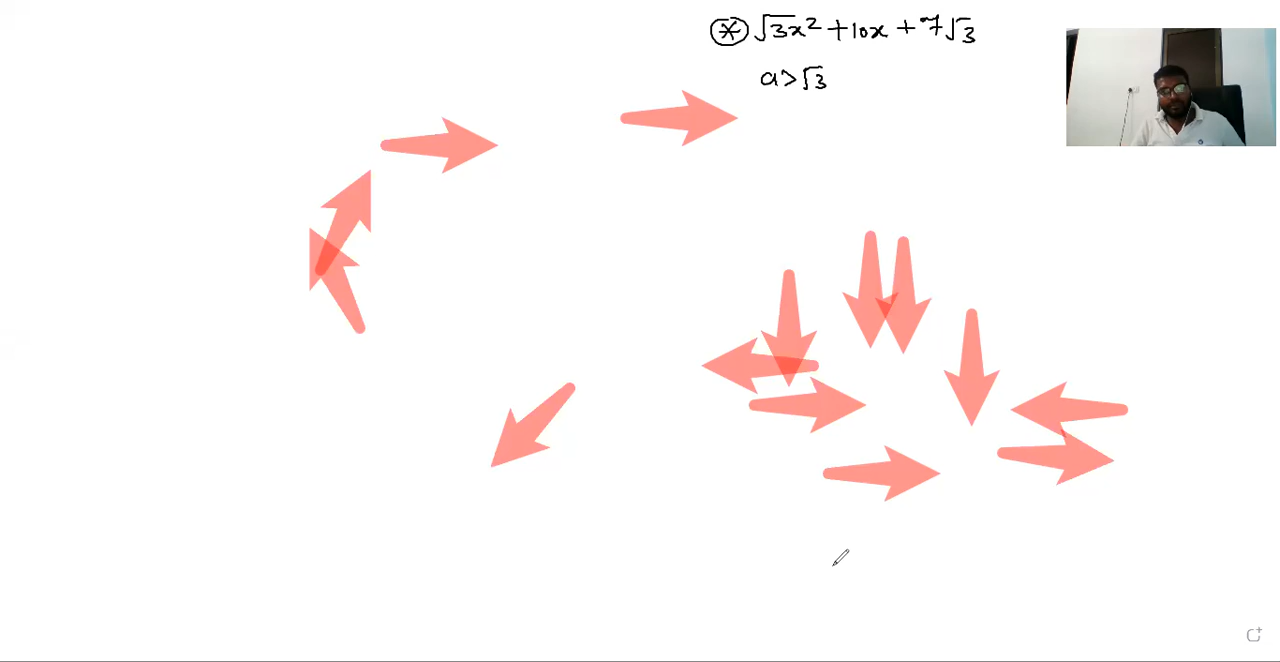 * √3x² + 10x + 7√3
a > √3